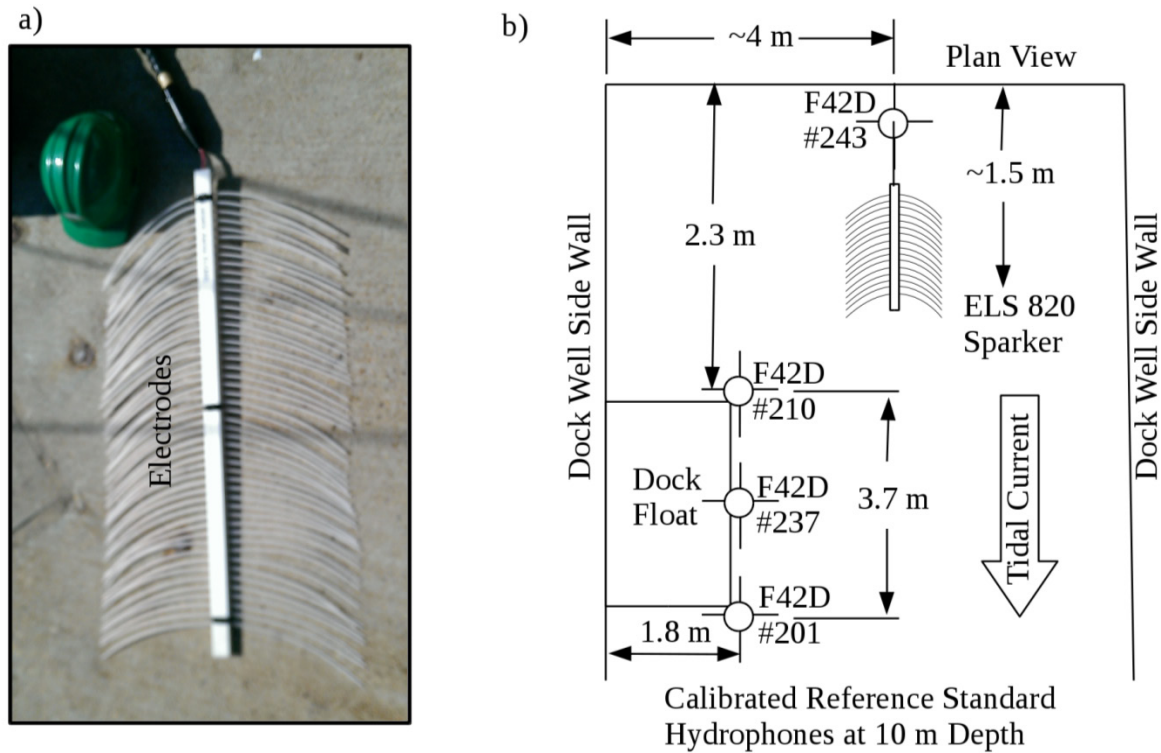 a)
Electrodes
b)
~4 m
Plan View
F42D
#243
~1.5 m
2.3 m
Dock Well Side Wall
Dock Well Side Wall
ELS 820
Sparker
F42D
#210
Dock
Float
F42D
#237
3.7 m
Tidal Current
F42D
#201
1.8 m
Calibrated Reference Standard
Hydrophones at 10 m Depth